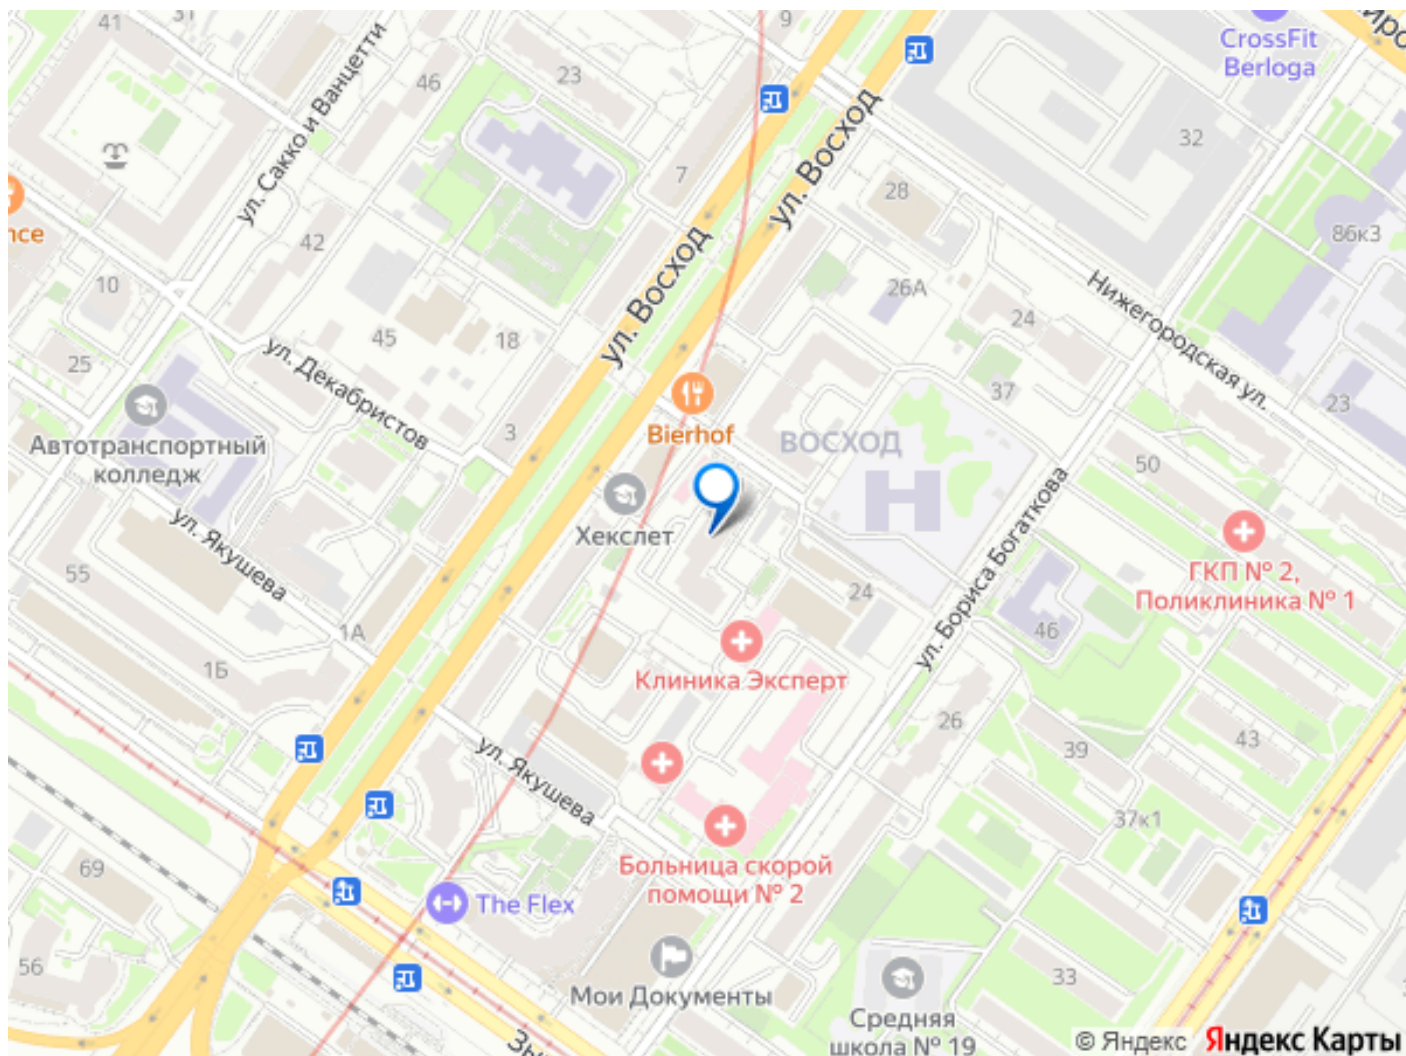 41
31
9
CrossFit
Berloga
ул. Сакко и Ванцетти
46
23
32
7
ул. Восход
28
nce
42
86к3
10
ул. Восход
26А
Нижегородская ул.
24
45
18
25
ул. Декабристов
37
23
3
Bierhof
ВОСХОД
Автотранспортный
колледж
50
Хекслет
ул. Якушева
ул. Бориса Богаткова
55
ГКП № 2,
Поликлиника № 1
24
46
1А
1Б
Клиника Эксперт
26
39
43
ул. Якушева
37к1
69
Больница скорой
помощи № 2
The Flex
56
Мои Документы
33
Средняя
школа № 19
© Яндекс Яндекс Карты